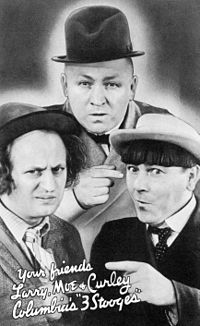 Your friends
Larry, Moe & Curley
Columbia's "3 Stooges"